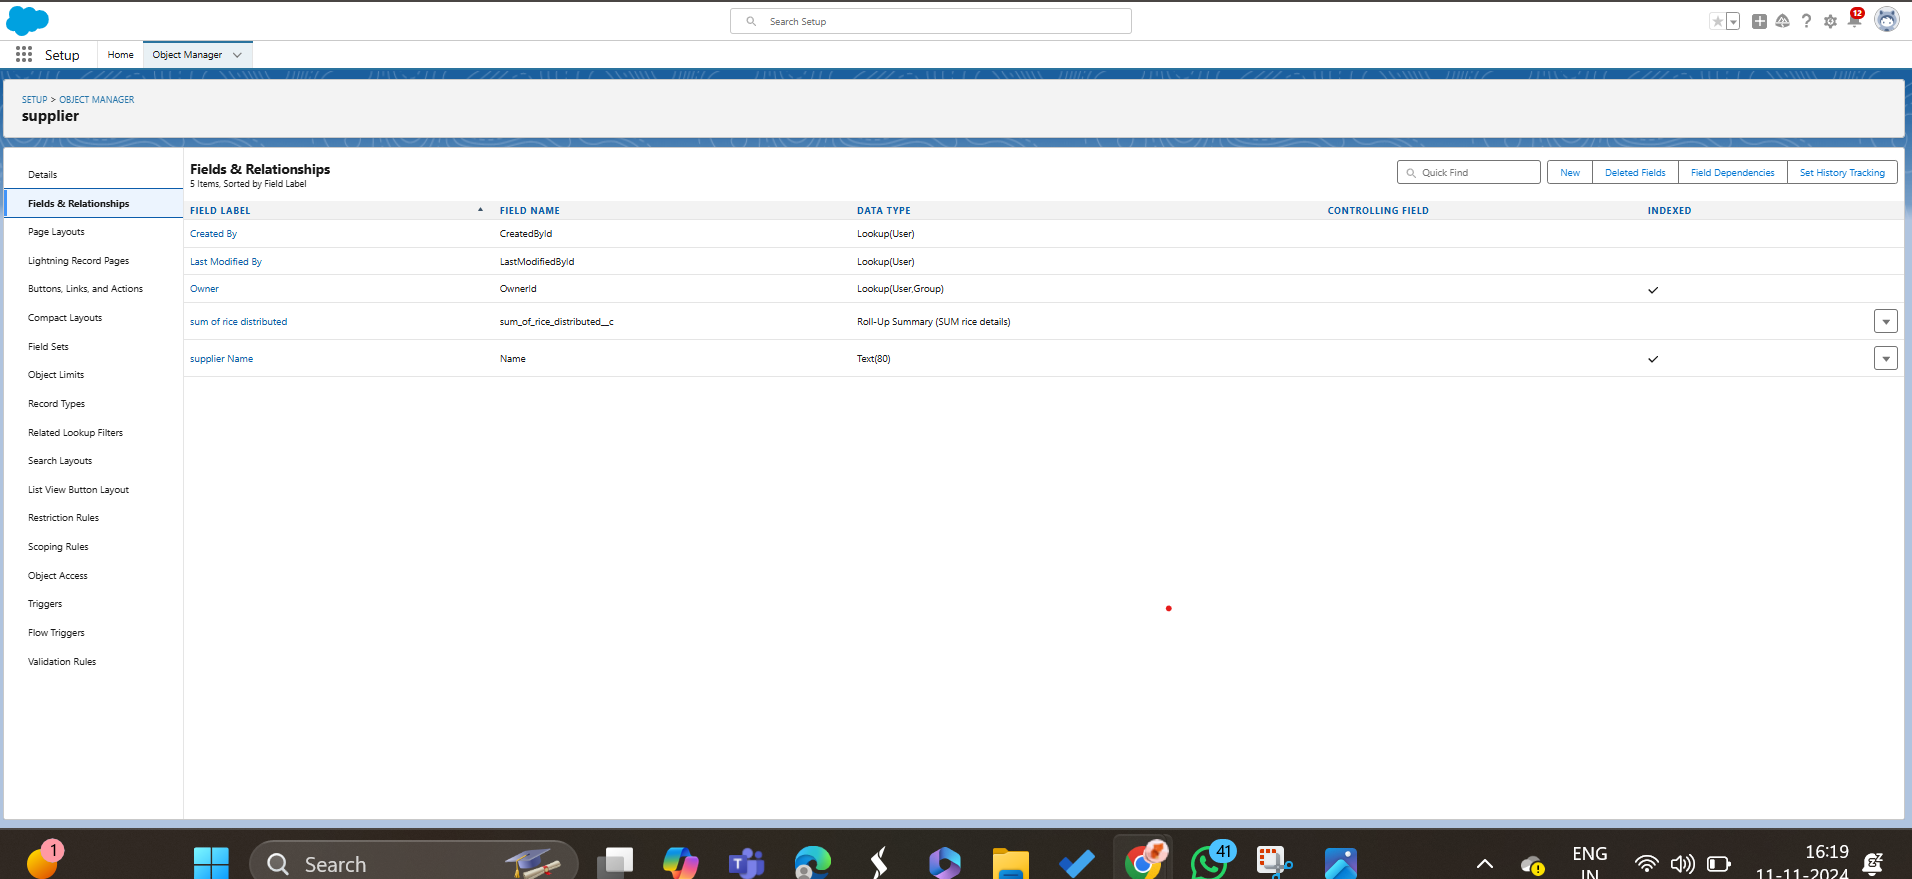 Search Setup
12
Setup
Home
Object Manager
SETUP > OBJECT MANAGER
supplier
Details
Fields & Relationships
Page Layouts
Lightning Record Pages
Buttons, Links, and Actions
Compact Layouts
Field Sets
Object Limits
Record Types
Related Lookup Filters
Search Layouts
List View Button Layout
Restriction Rules
Scoping Rules
Object Access
Triggers
Flow Triggers
Validation Rules
Fields & Relationships
5 Items, Sorted by Field Label
Quick Find
New
Deleted Fields
Field Dependencies
Set History Tracking
FIELD LABEL FIELD NAME DATA TYPE CONTROLLING FIELD INDEXED
Created By CreatedById Lookup(User)
Last Modified By LastModifiedById Lookup(User)
Owner OwnerId Lookup(User,Group)
sum of rice distributed sum_of_rice_distributed__c Roll-Up Summary (SUM rice details)
supplier Name Name Text(80)
1
Search
41
ENG
IN
16:19
11-11-2024